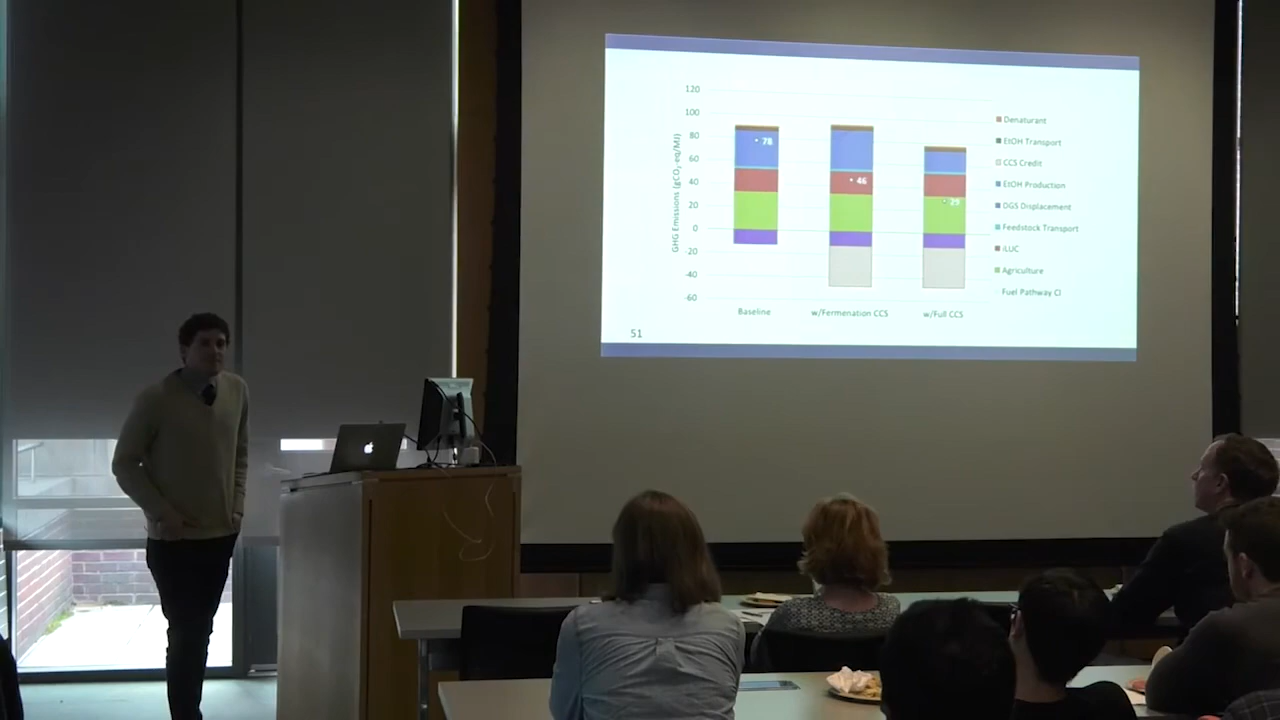 120
100
80
60
40
20
0
-20
-40
-60
GHG Emissions (gCO₂-eq/MJ)
78
46
29
Baseline
w/Fermenation CCS
w/Full CCS
Denaturant
EtOH Transport
CCS Credit
EtOH Production
DGS Displacement
Feedstock Transport
iLUC
Agriculture
Fuel Pathway CI
51